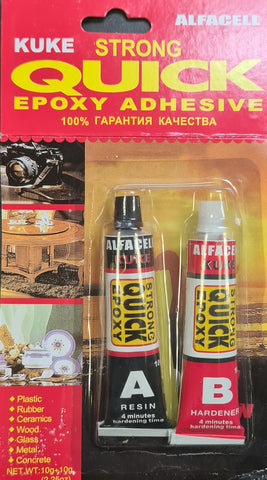 ALFACELL
KUKE STRONG
QUICK
EPOXY ADHESIVE
100% ГАРАНТИЯ КАЧЕСТВА
ALFACELL
KUKE
STRONG
QUICK
EPOXY
A
RESIN
4 minutes
hardening time
ALFACELL
KUKE
STRONG
QUICK
EPOXY
B
HARDENER
4 minutes
hardening time
Plastic
Rubber
Ceramics
Wood
Glass
Metal
Concrete
NET.WT:10g+10g